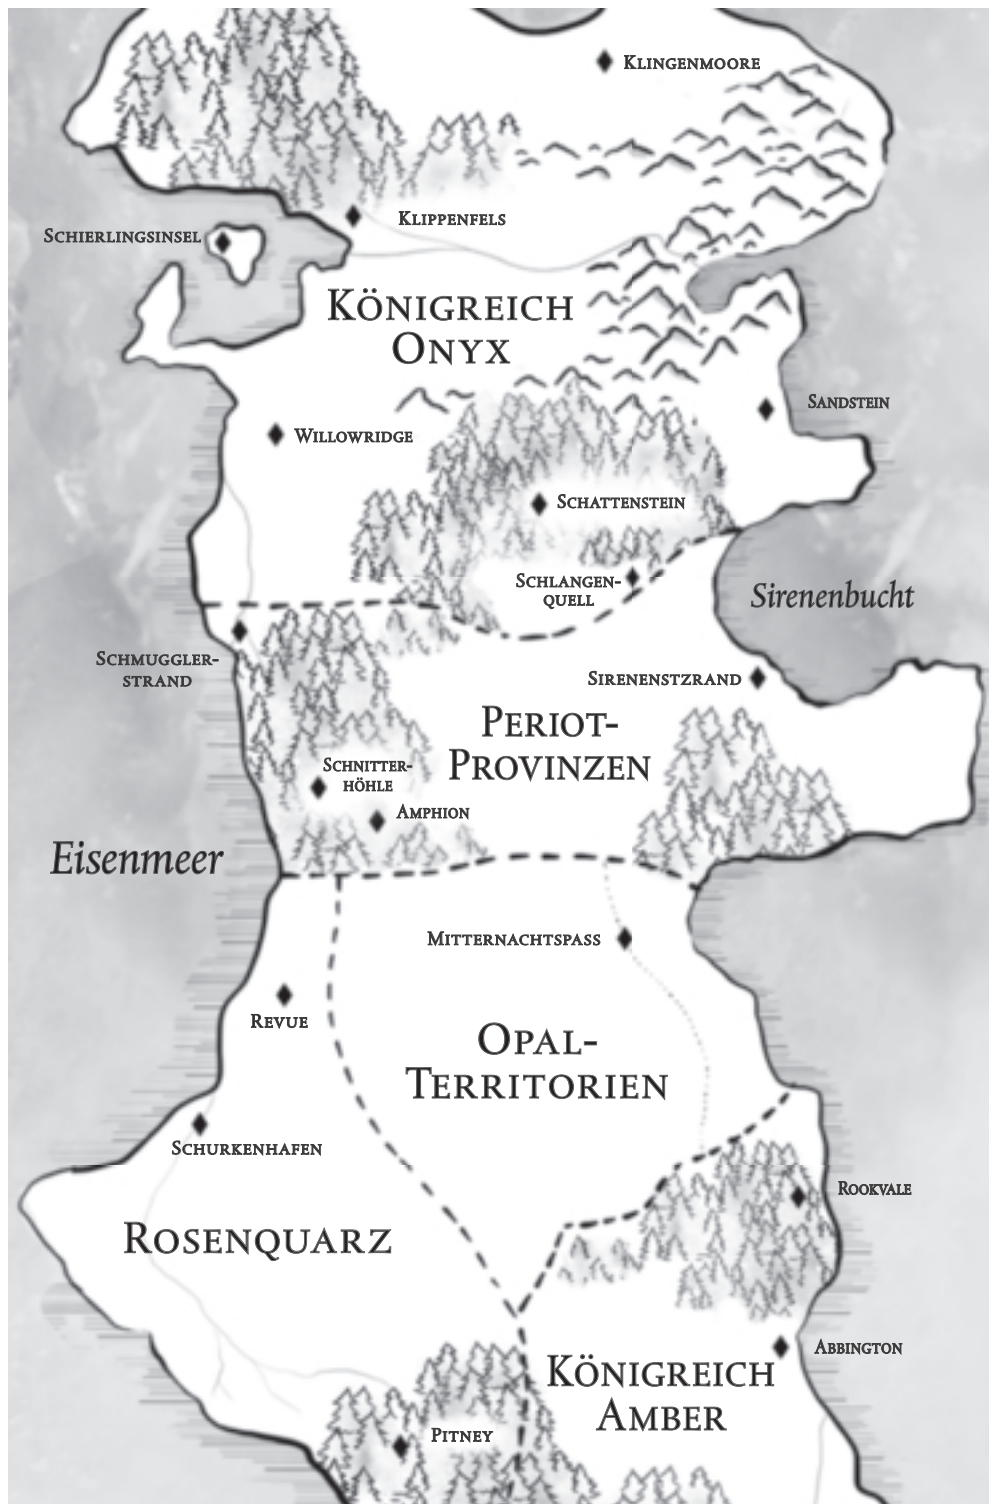 Klingenmoore
Klippenfels
Schierlingsinsel
Königreich
Onyx
Sandstein
Willowridge
Schattenstein
Schlangen-
quell
Sirenenbucht
Schmuggler-
strand
Sirenenstzrand
Periot-
Provinzen
Schnitter-
höhle
Amphion
Eisenmeer
Mitternachtspass
Revue
Opal-
Territorien
Schurkenhafen
Rookvale
Rosenquarz
Abbington
Königreich
Amber
Pitney